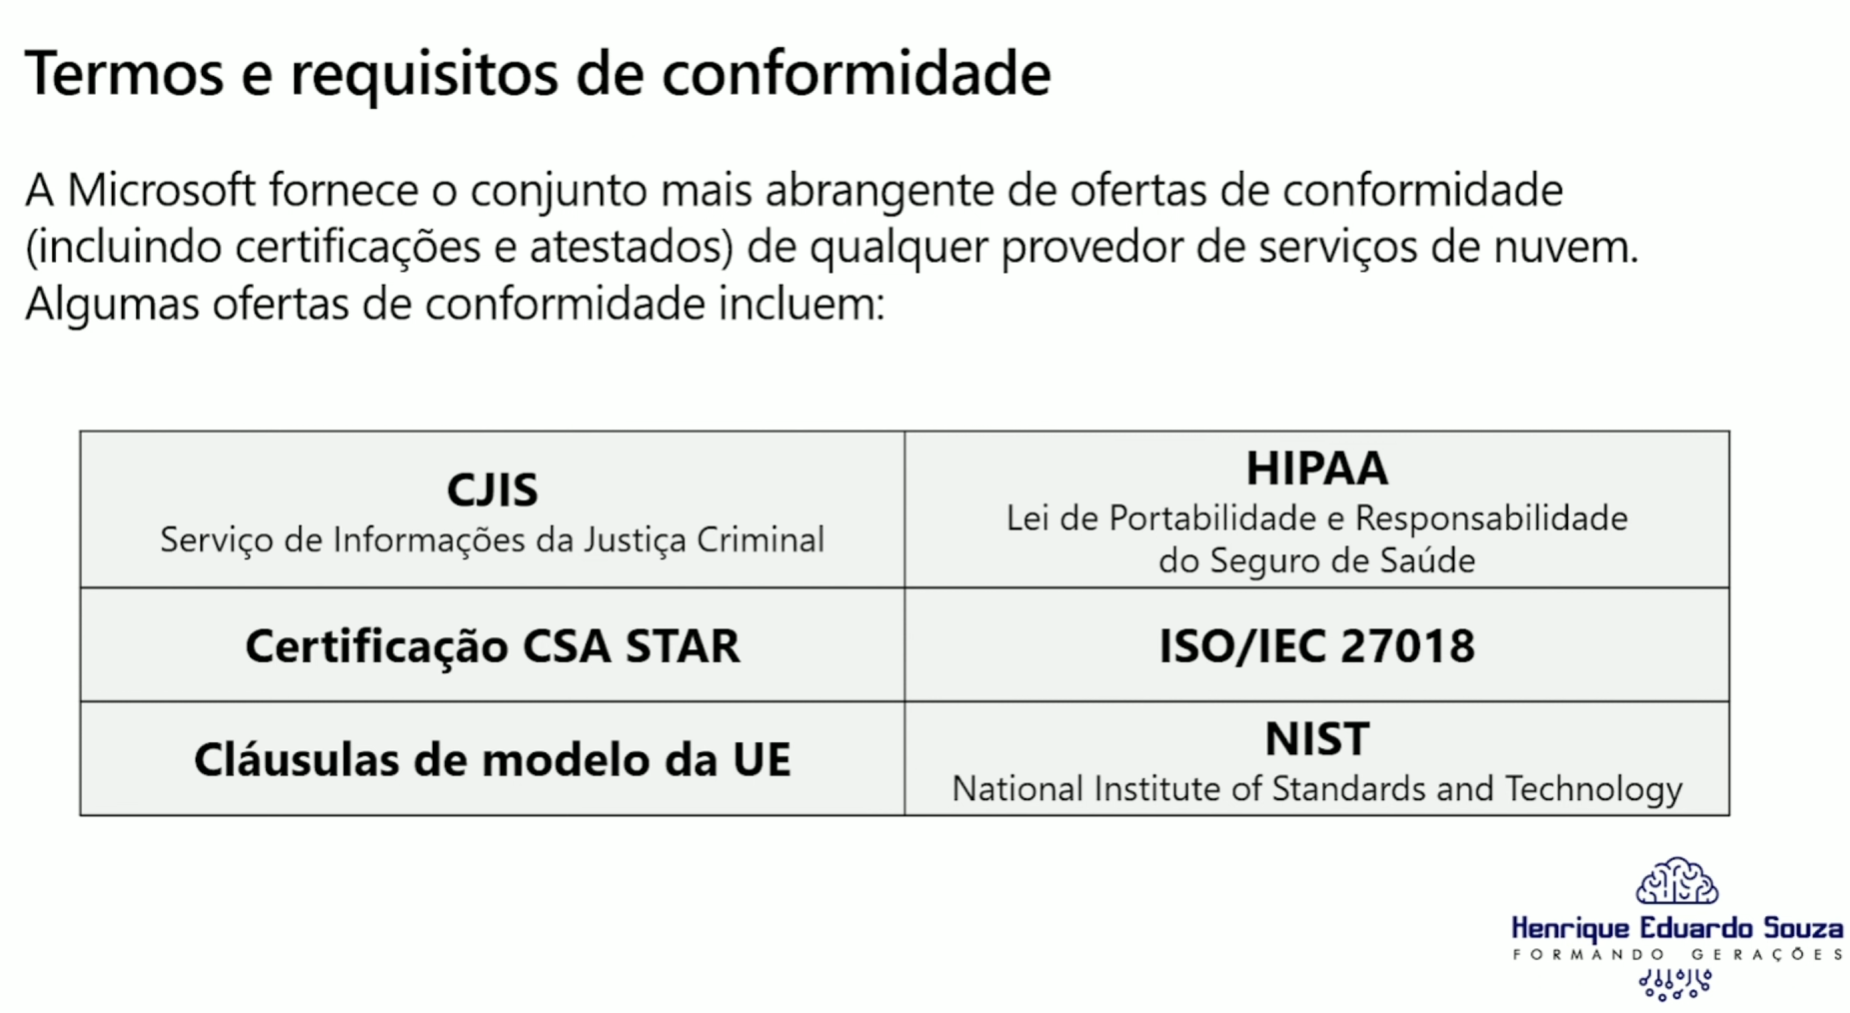 Termos e requisitos de conformidade
A Microsoft fornece o conjunto mais abrangente de ofertas de conformidade
(incluindo certificações e atestados) de qualquer provedor de serviços de nuvem.
Algumas ofertas de conformidade incluem:
CJIS
Serviço de Informações da Justiça Criminal
HIPAA
Lei de Portabilidade e Responsabilidade
do Seguro de Saúde
Certificação CSA STAR
ISO/IEC 27018
Cláusulas de modelo da UE
NIST
National Institute of Standards and Technology
Henrique Eduardo Souza
FORMANDO GERAÇÕES